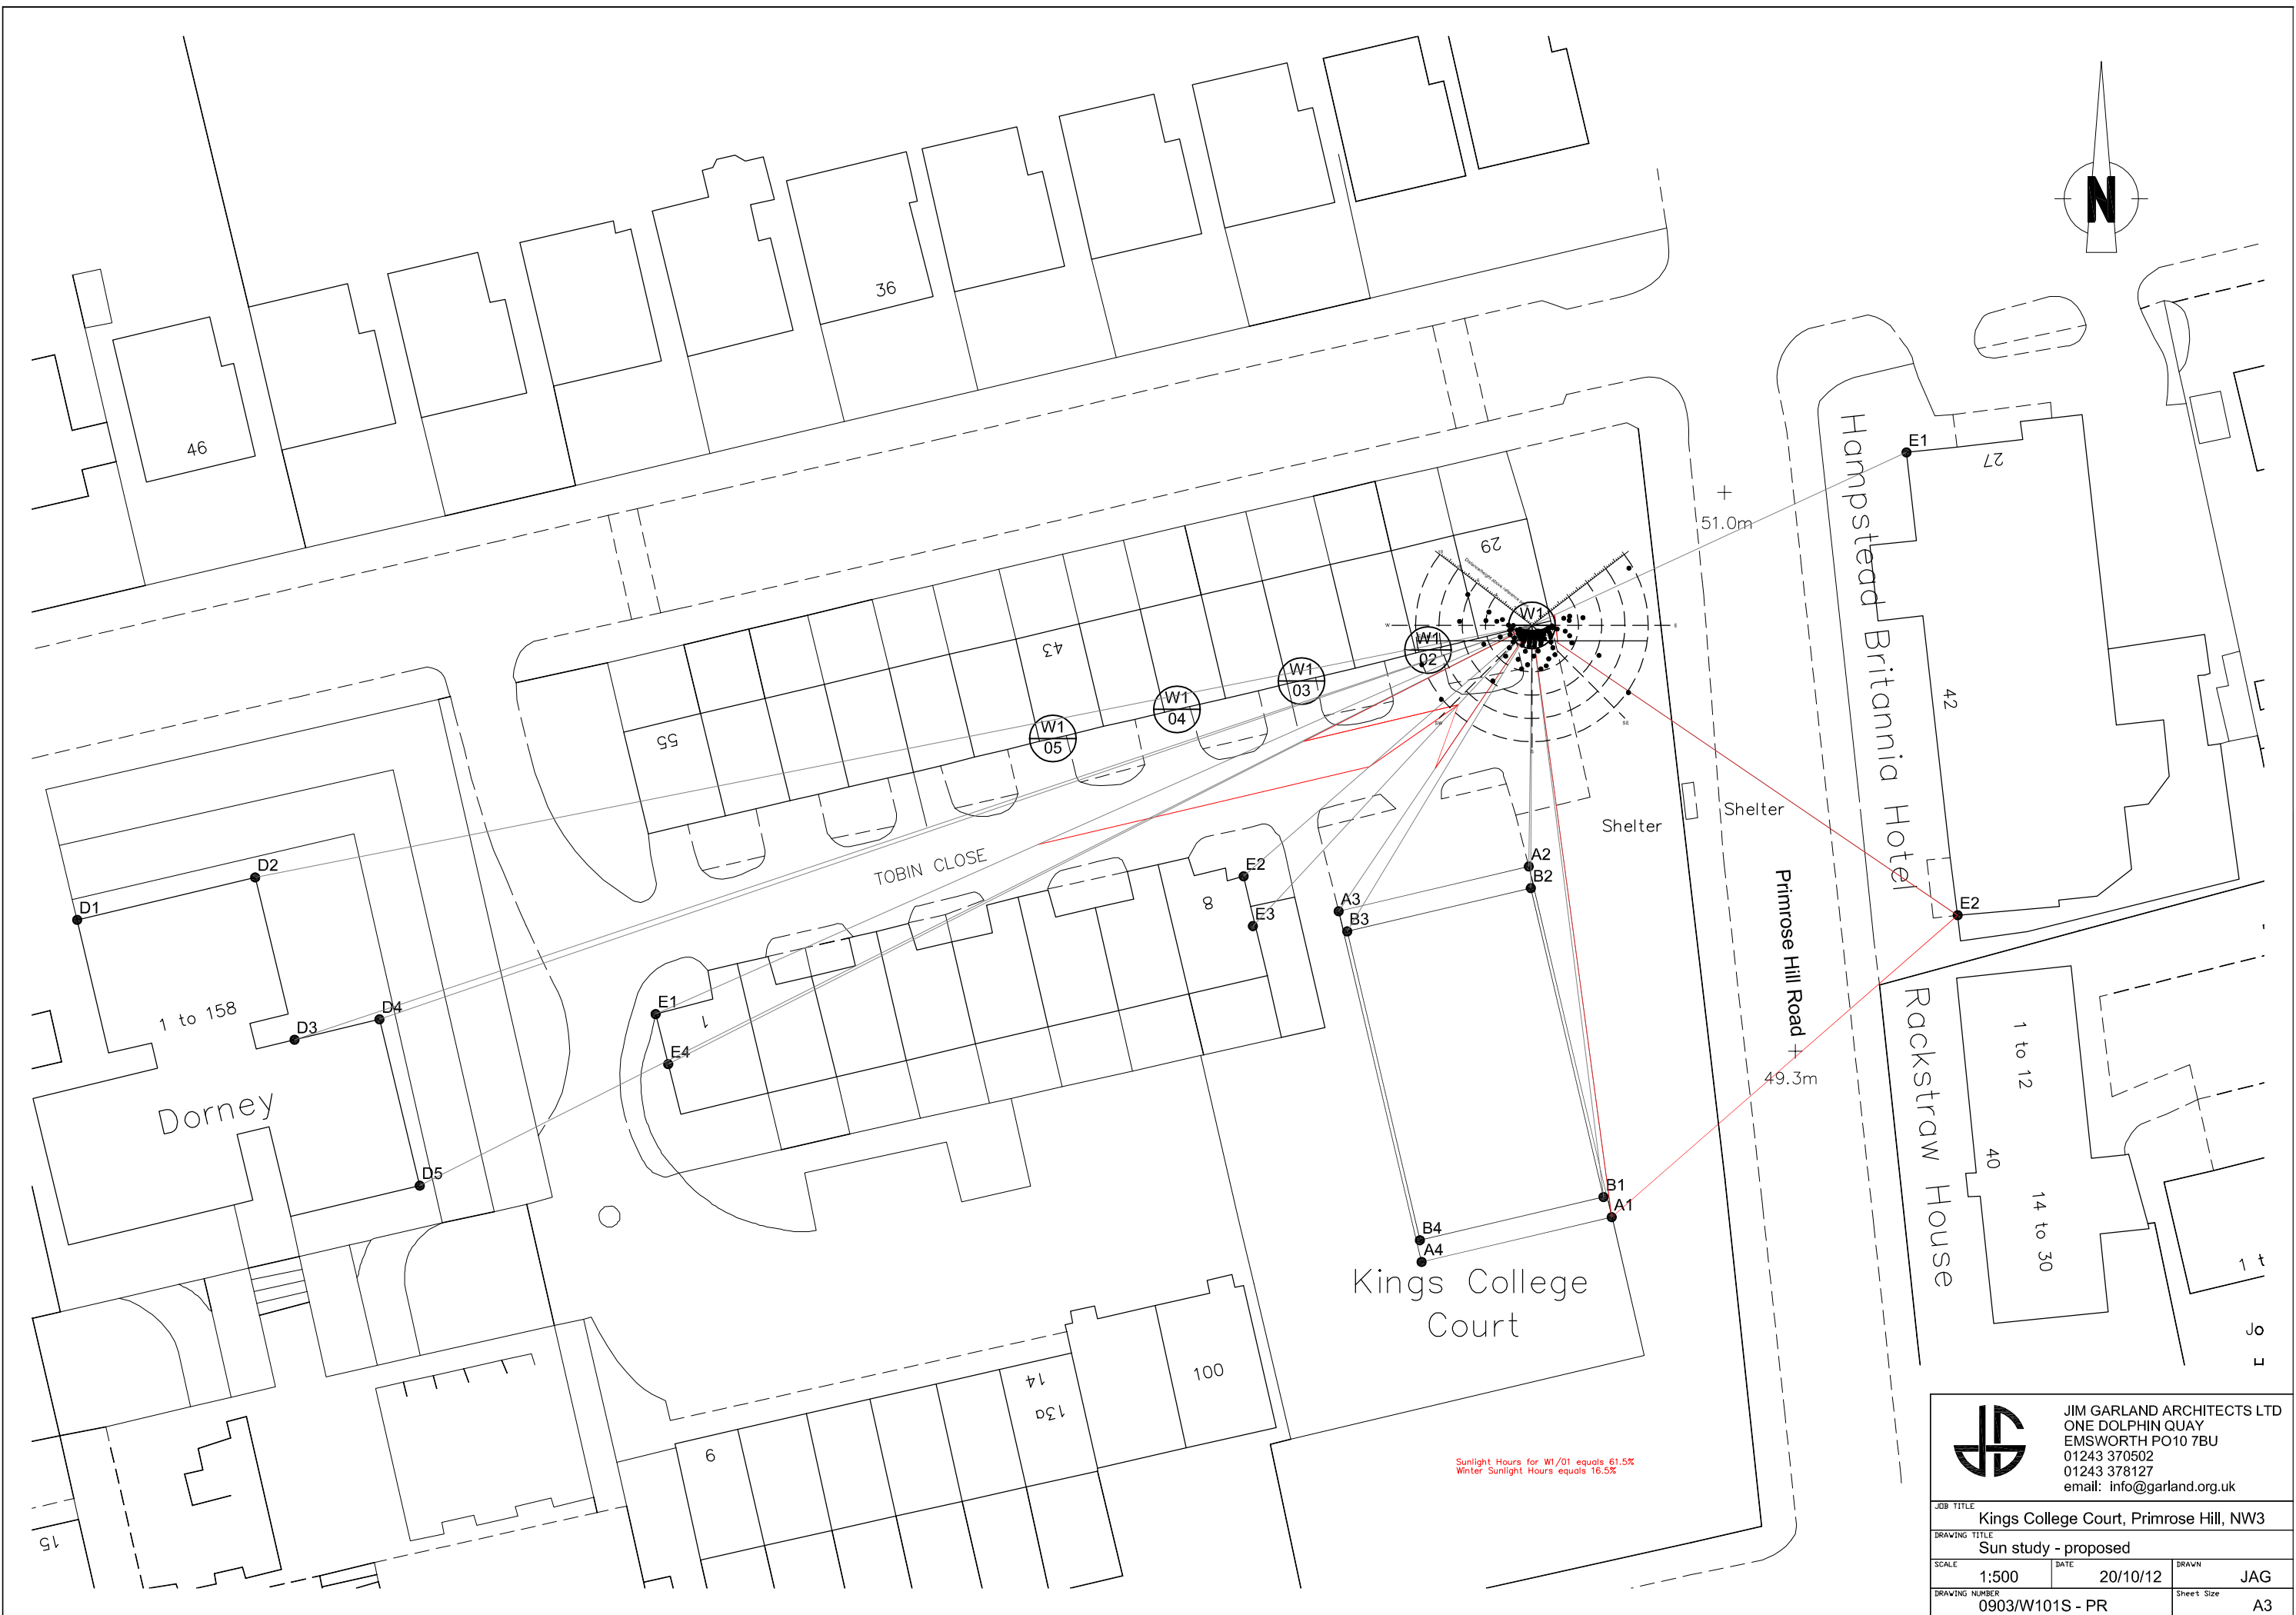 N
36
46
E1
27
Hampstead Britannia Hotel
51.0m
29
W1
W1
02
W1
03
W1
04
W1
05
43
55
42
W
E
SW
SE
S
Shelter
Shelter
TOBIN CLOSE
D2
D1
1 to 158
D3
D4
D5
Dorney
E1
1
E4
8
E2
E3
A2
B2
A3
B3
E2
Primrose Hill Road
49.3m
Rackstraw House
1 to 12
40
14 to 30
B1
A1
B4
A4
Kings College
Court
1 t
Jo
14
13a
100
9
15
Sunlight Hours for W1/01 equals 61.5%
Winter Sunlight Hours equals 16.5%
JIM GARLAND ARCHITECTS LTD
ONE DOLPHIN QUAY
EMSWORTH PO10 7BU
01243 370502
01243 378127
email: info@garland.org.uk
JOB TITLE
Kings College Court, Primrose Hill, NW3
DRAWING TITLE
Sun study - proposed
SCALE
1:500
DATE
20/10/12
DRAWN
JAG
DRAWING NUMBER
0903/W101S - PR
Sheet Size
A3